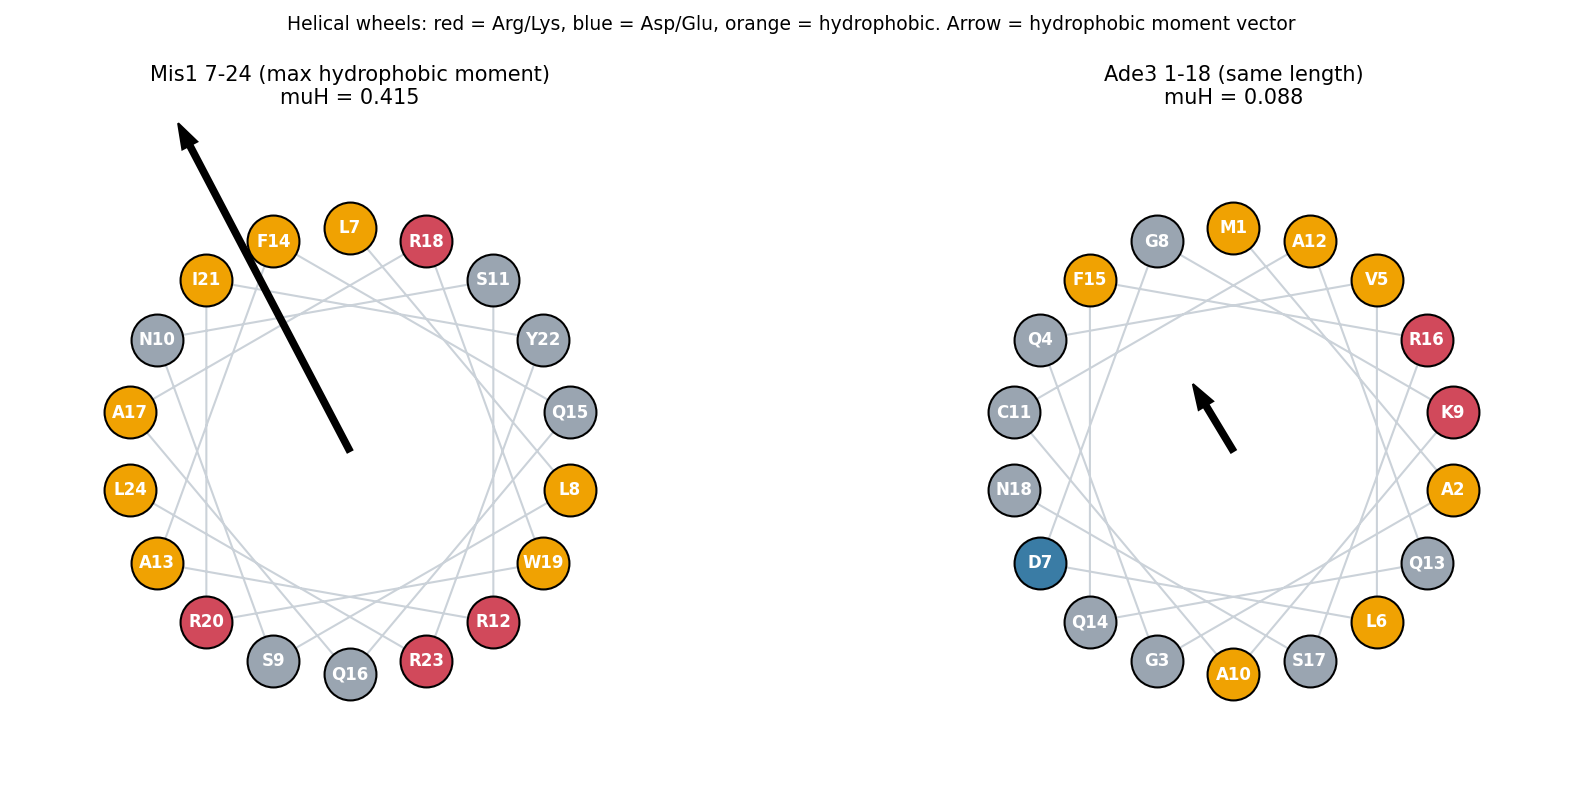 Helical wheels: red = Arg/Lys, blue = Asp/Glu, orange = hydrophobic. Arrow = hydrophobic moment vector
Mis1 7-24 (max hydrophobic moment)
muH = 0.415
F14 L7 R18
I21 S11
N10 Y22
A17 Q15
L24 L8
A13 W19
R20 R12
S9 Q16 R23
Ade3 1-18 (same length)
muH = 0.088
G8 M1 A12
F15 V5
Q4 R16
C11 K9
N18 A2
D7 Q13
Q14 L6
G3 A10 S17